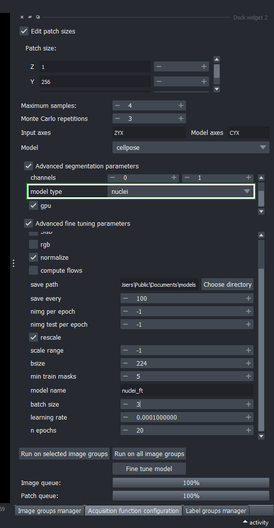 Dock widget 2
Edit patch sizes
Patch size:
Z 1 - +
Y 256 - +
Maximum samples: - 4 +
Monte Carlo repetitions - 3 +
Input axes ZYX Model axes CYX
Model cellpose
Advanced segmentation parameters
channels - 0 + - 1 +
model type nuclei
gpu
Advanced fine tuning parameters
rgb
normalize
compute flows
save path /sers\Public\Documents\models Choose directory
save every - 100 +
nimg per epoch - -1 +
nimg test per epoch - -1 +
rescale
scale range - -1 +
bsize - 224 +
min train masks - 5 +
model name nuclei_ft
batch size - 3 +
learning rate - 0.0001000000 +
n epochs - 20 +
Run on selected image groups Run on all image groups
Fine tune model
Image queue: 100%
Patch queue: 100%
Image groups manager Acquisition function configuration Label groups manager
activity